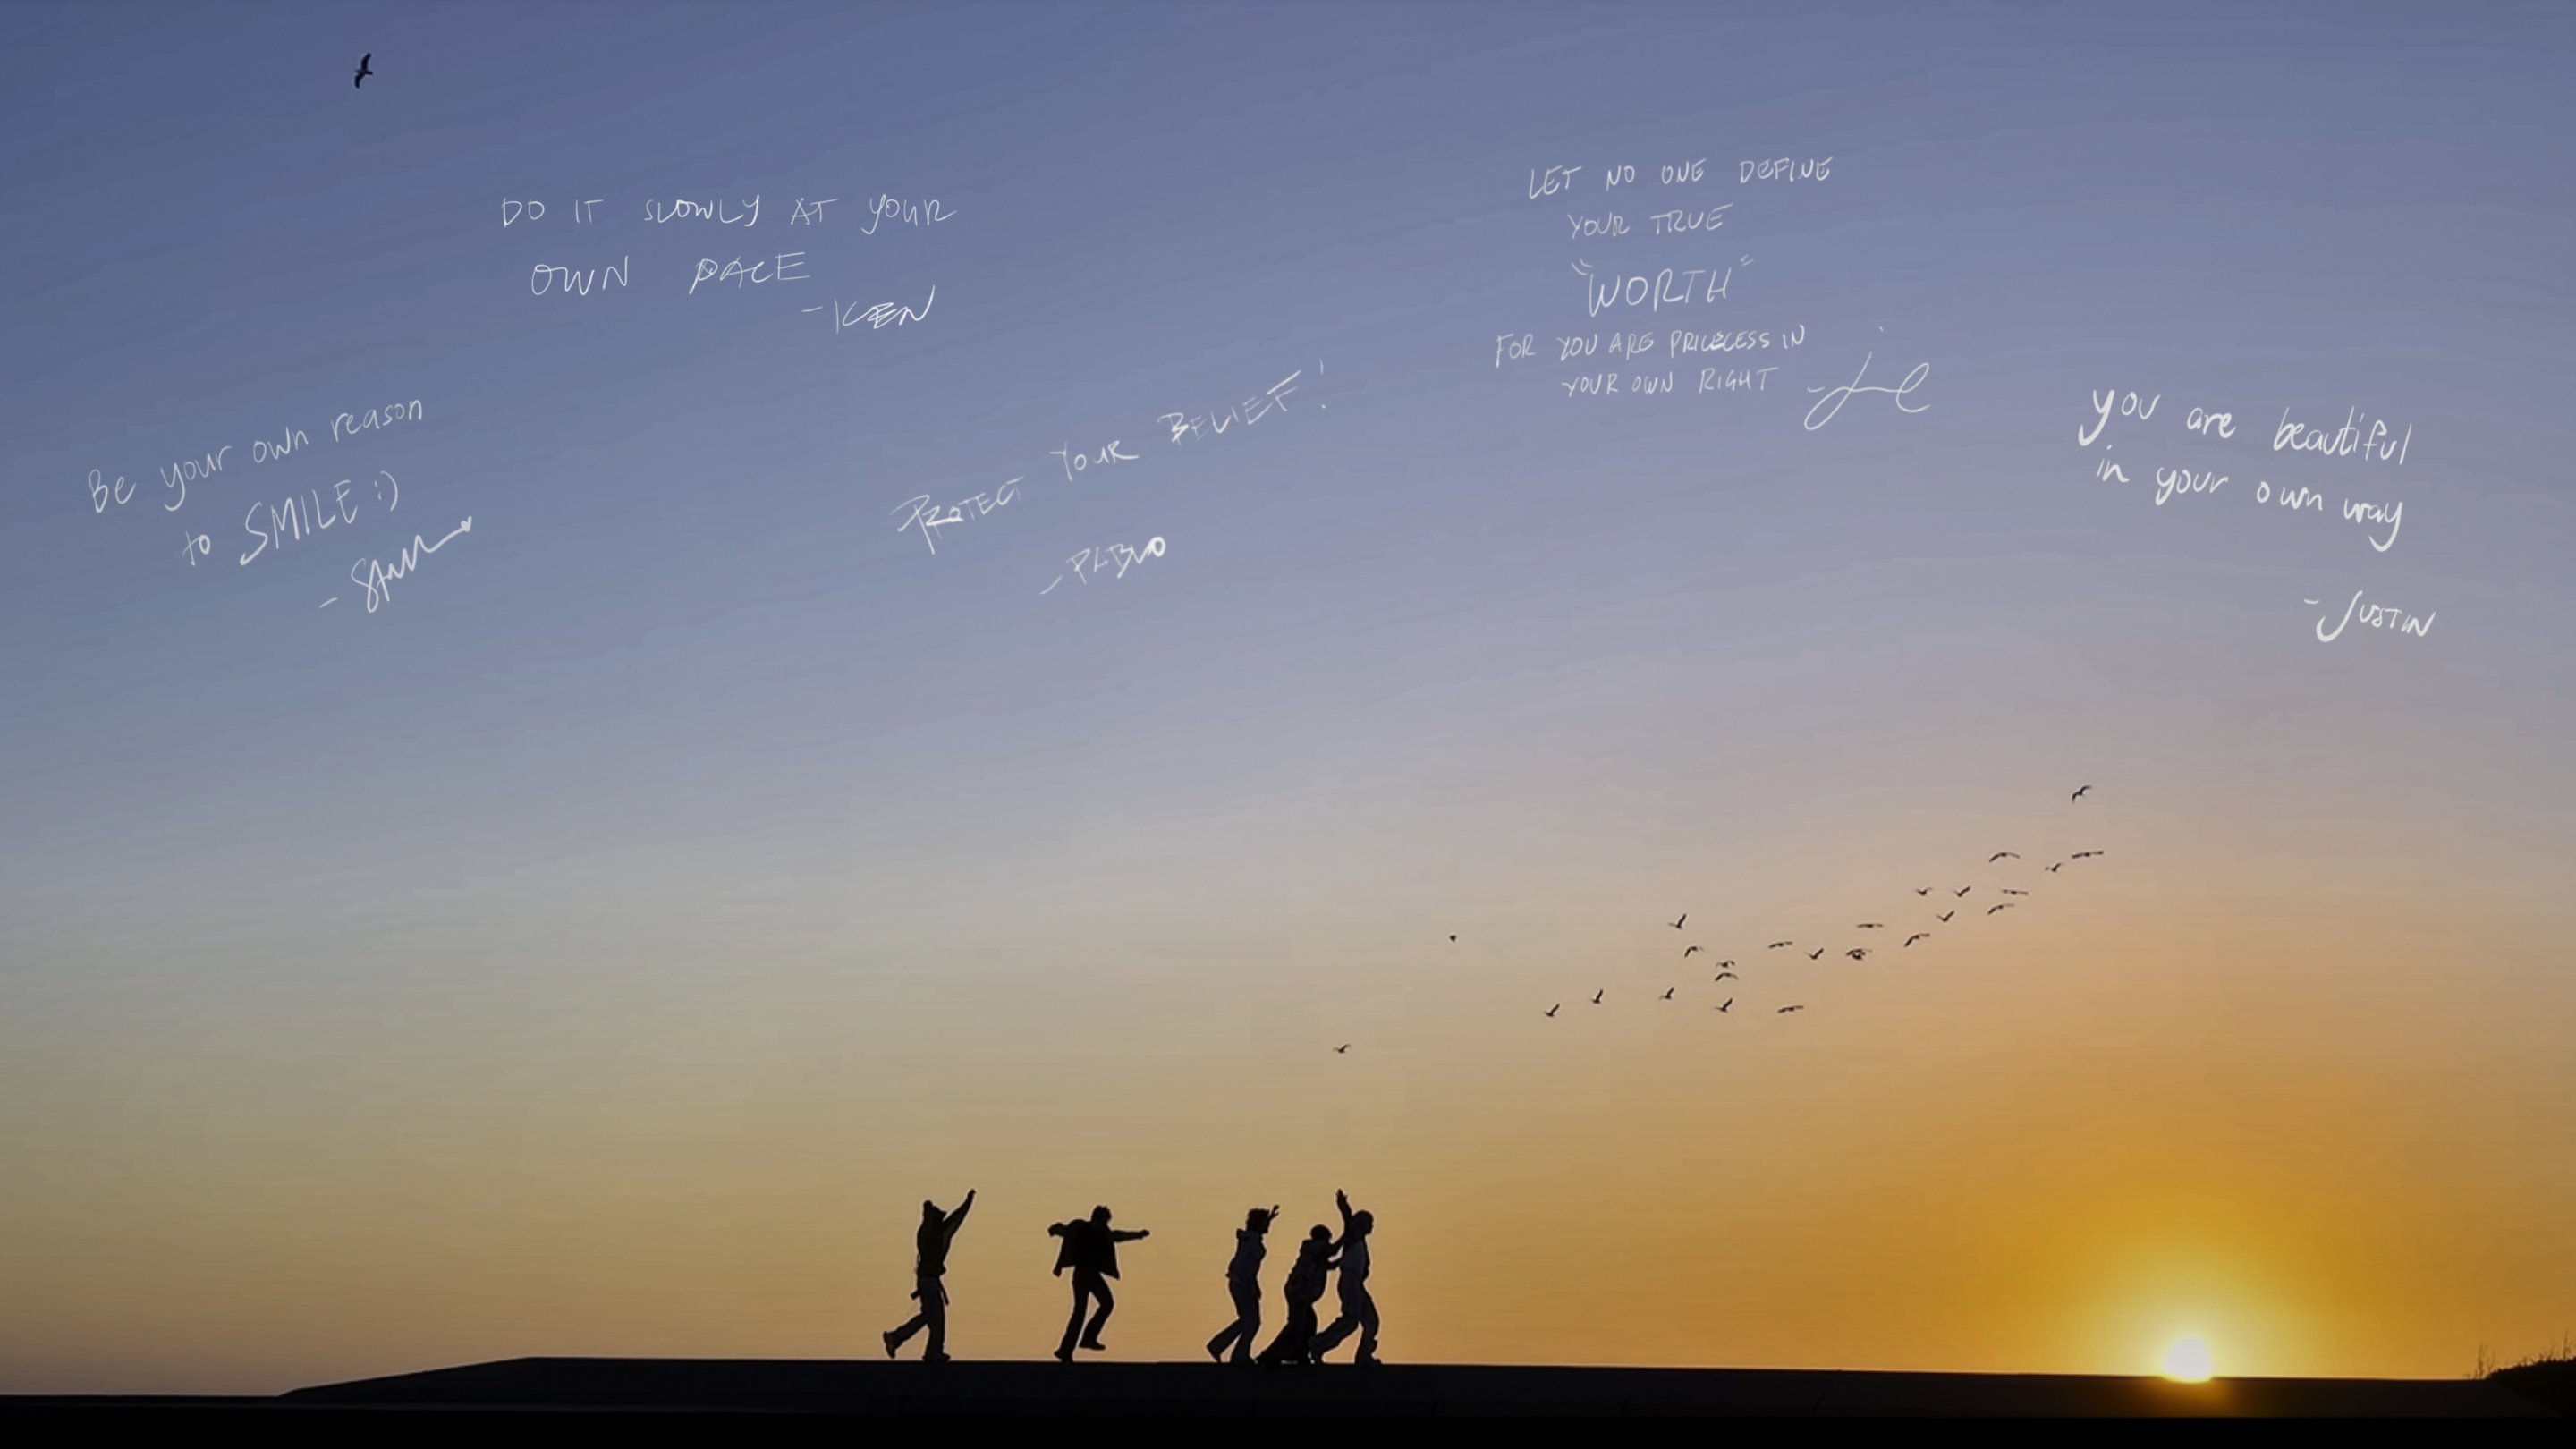 DO IT SLOWLY AT YOUR
OWN PACE
-KEN
LET NO ONE DEFINE
YOUR TRUE
"WORTH"
FOR YOU ARE PRICELESS IN
YOUR OWN RIGHT
Be your own reason
to SMILE :)
PROTECT YOUR BELIEF!
-PABLO
you are beautiful
in your own way
-JUSTIN